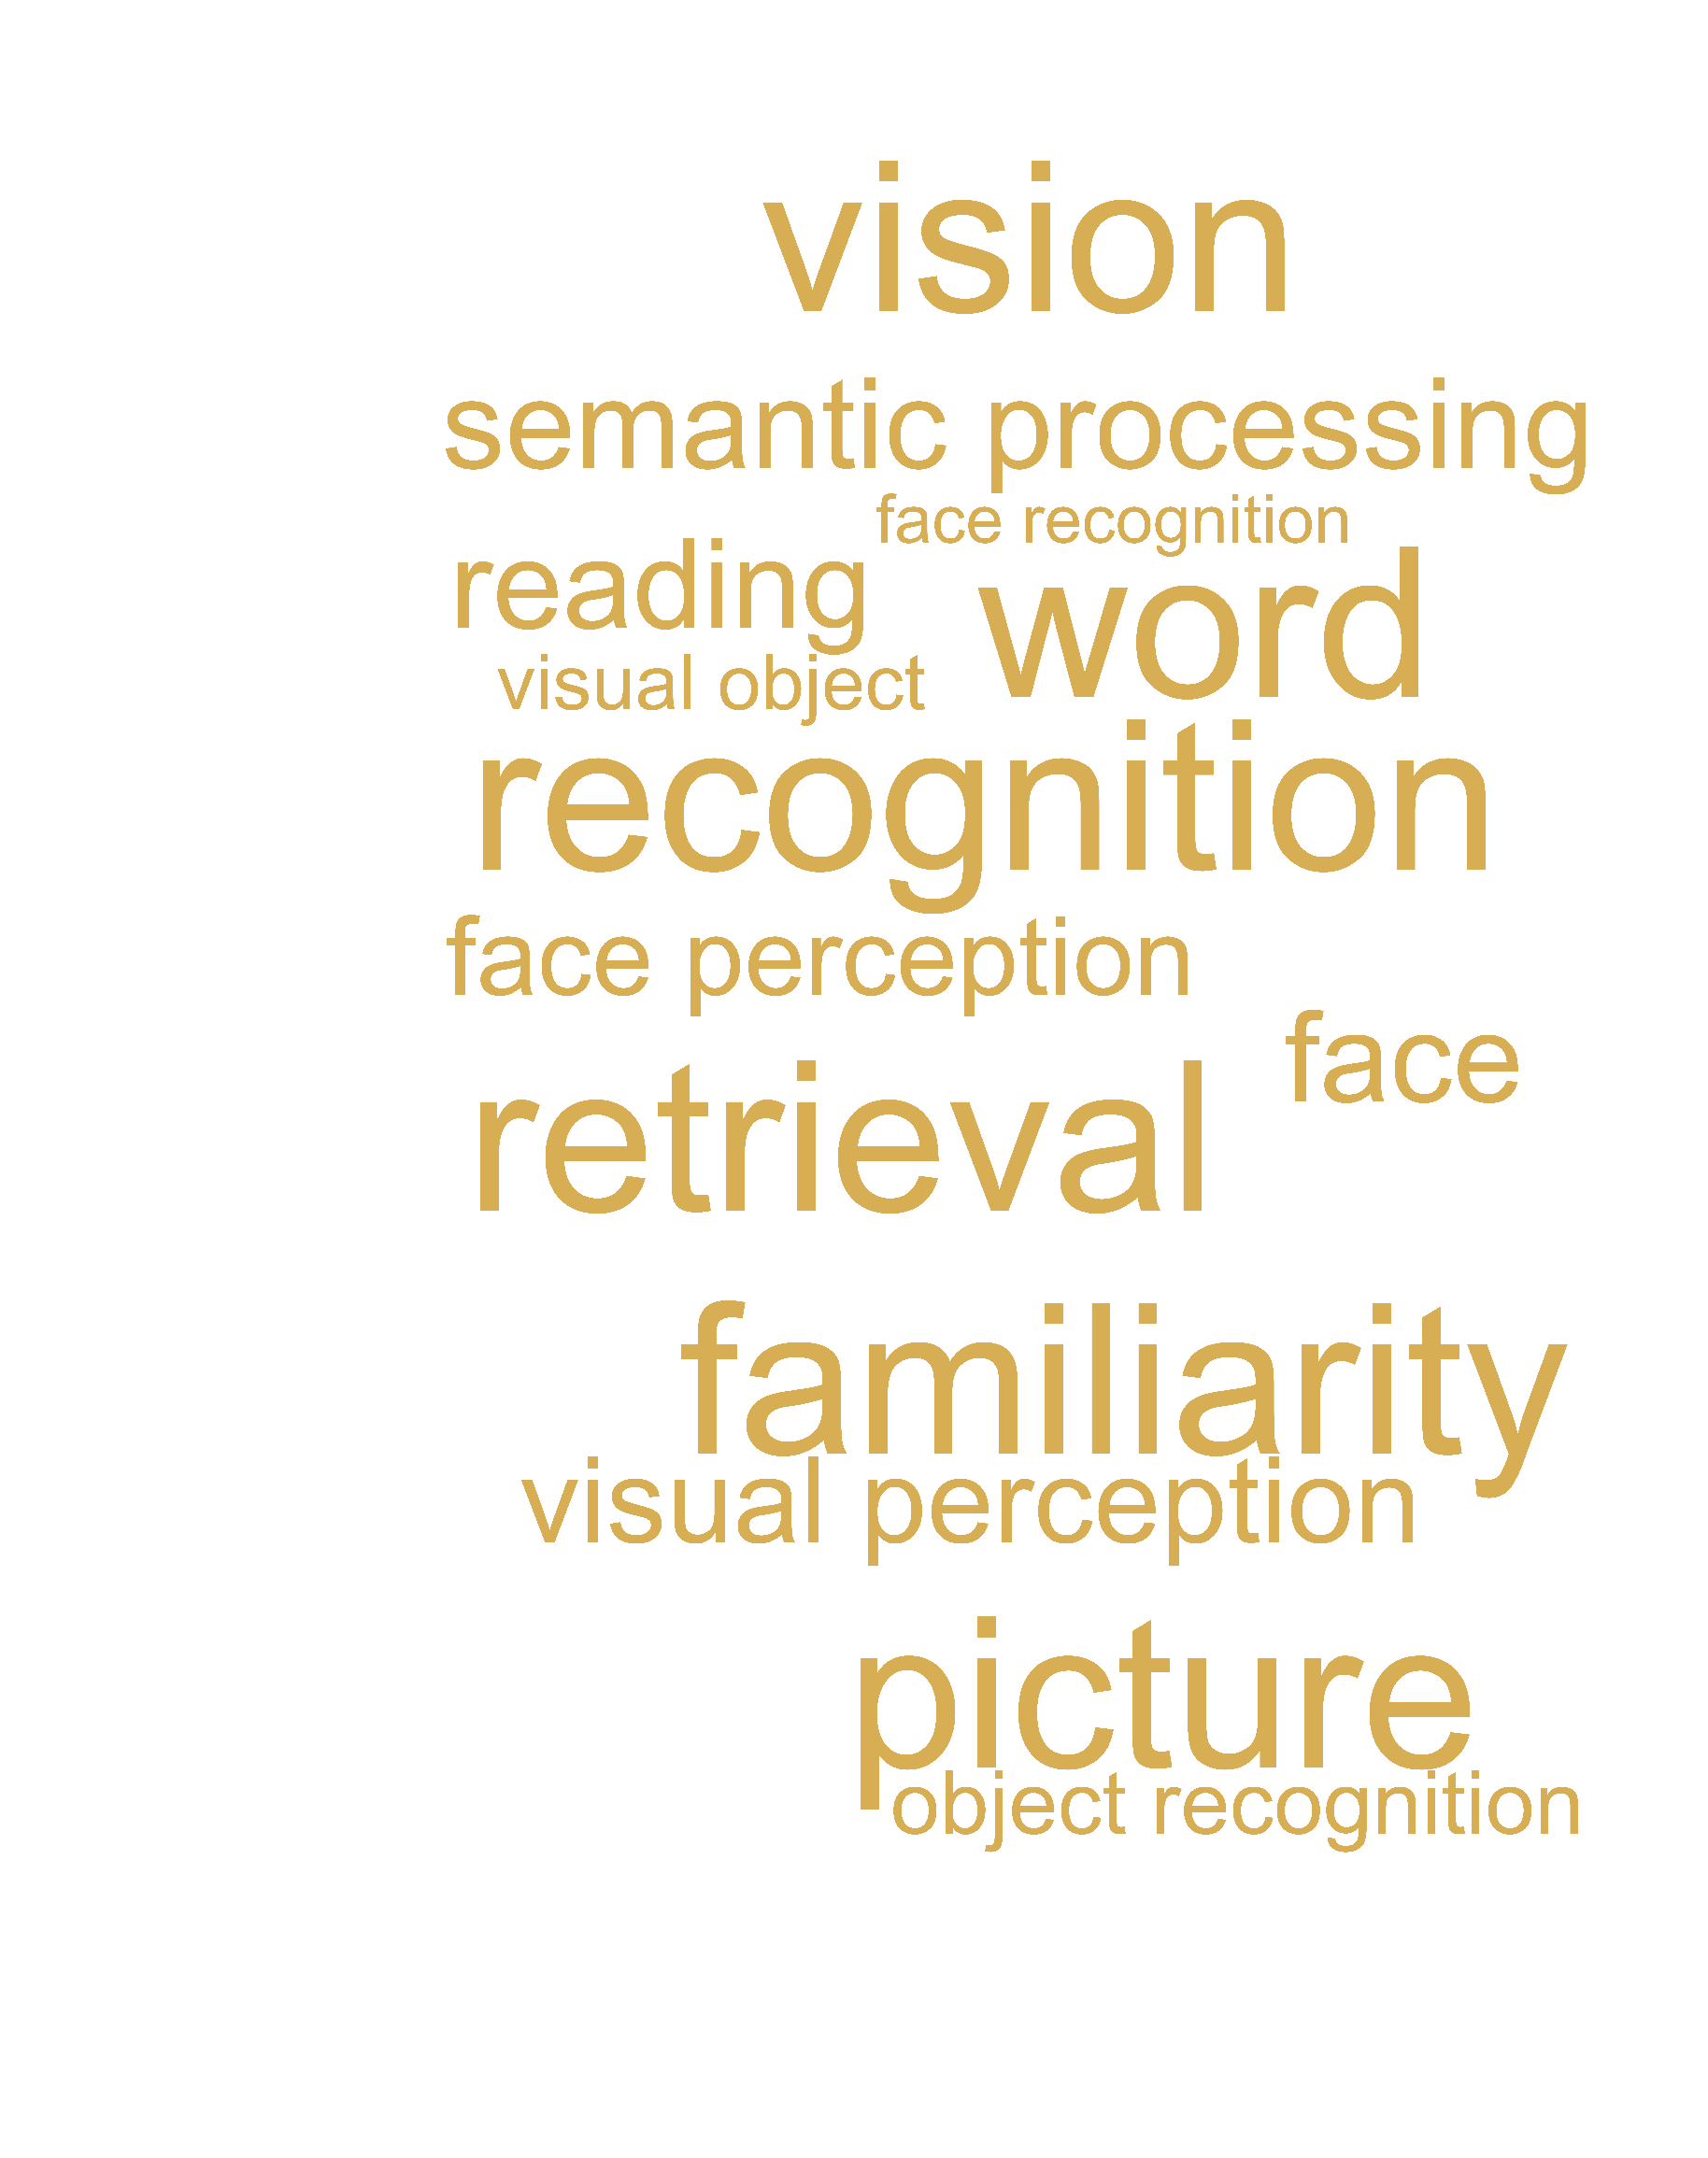 vision
semantic processing
face recognition
reading
word
visual object
recognition
face perception
face
retrieval
familiarity
visual perception
picture
object recognition